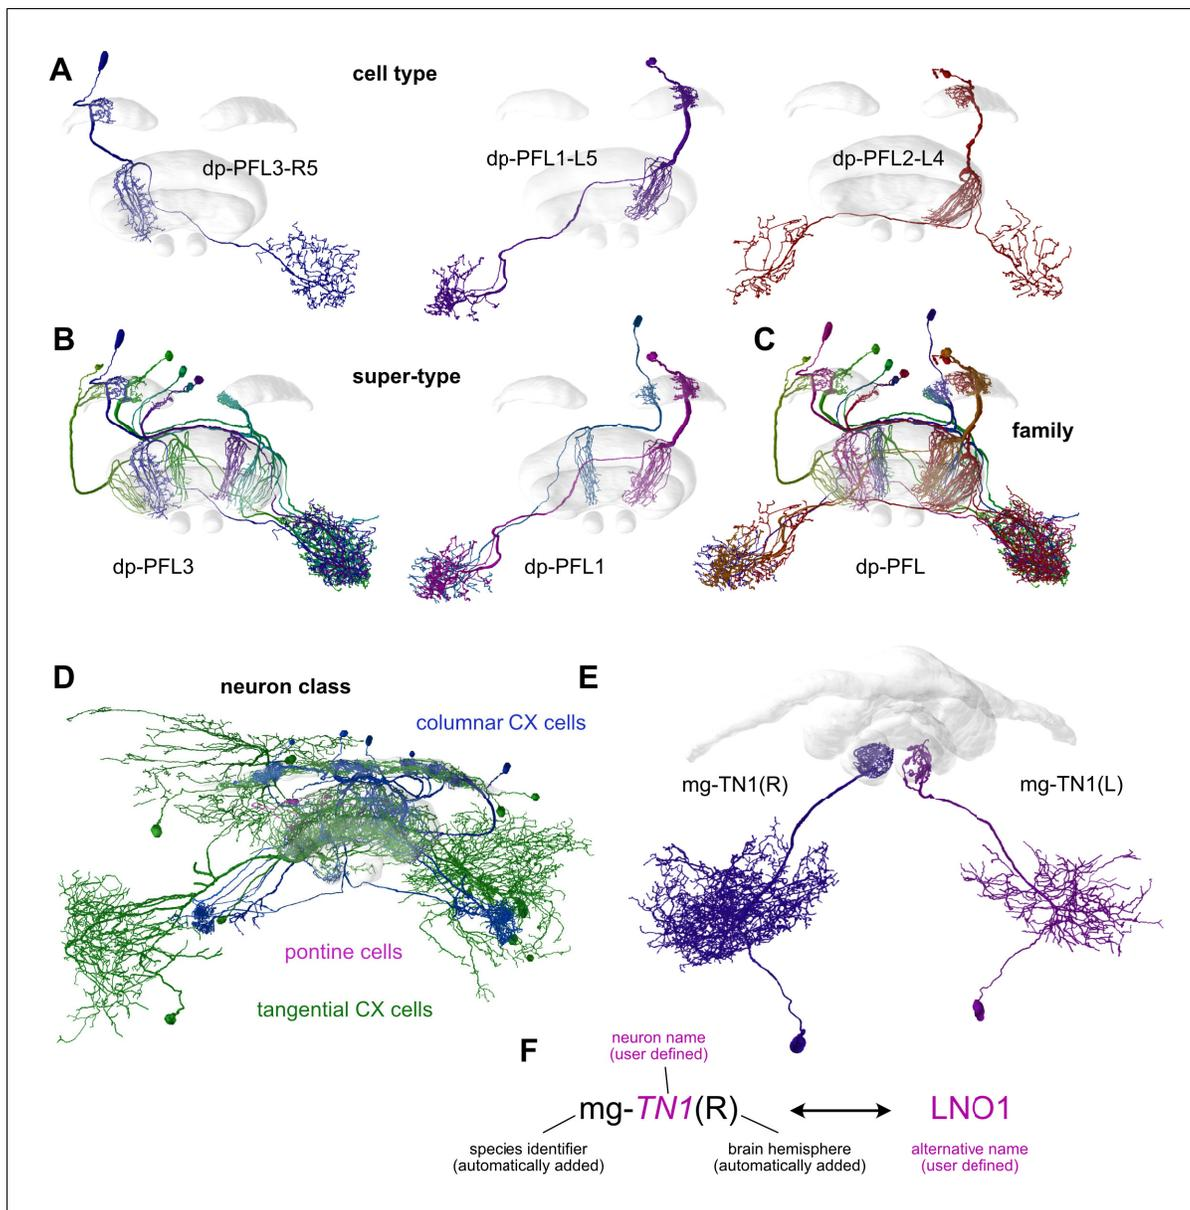 A
cell type
dp-PFL3-R5
dp-PFL1-L5
dp-PFL2-L4
B
super-type
C
family
dp-PFL3
dp-PFL1
dp-PFL
D
neuron class
columnar CX cells
pontine cells
tangential CX cells
E
mg-TN1(R)
mg-TN1(L)
F
neuron name
(user defined)
mg-TN1(R)
LNO1
species identifier
(automatically added)
brain hemisphere
(automatically added)
alternative name
(user defined)